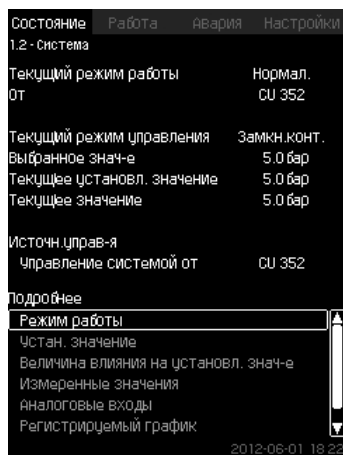 Состояние Работа Авария Настройки
1.2 - Система
Текущий режим работы Нормал.
От CU 352
Текущий режим управления Замкн.конт.
Выбранное знач-е 5.0 бар
Текущее установл. значение 5.0 бар
Текущее значение 5.0 бар
Источн.управ-я
Управление системой от CU 352
Подробнее
Режим работы
Устан. значение
Величина влияния на установл. знач-е
Измеренные значения
Аналоговые входы
Регистрируемый график
2012-06-01 18:22